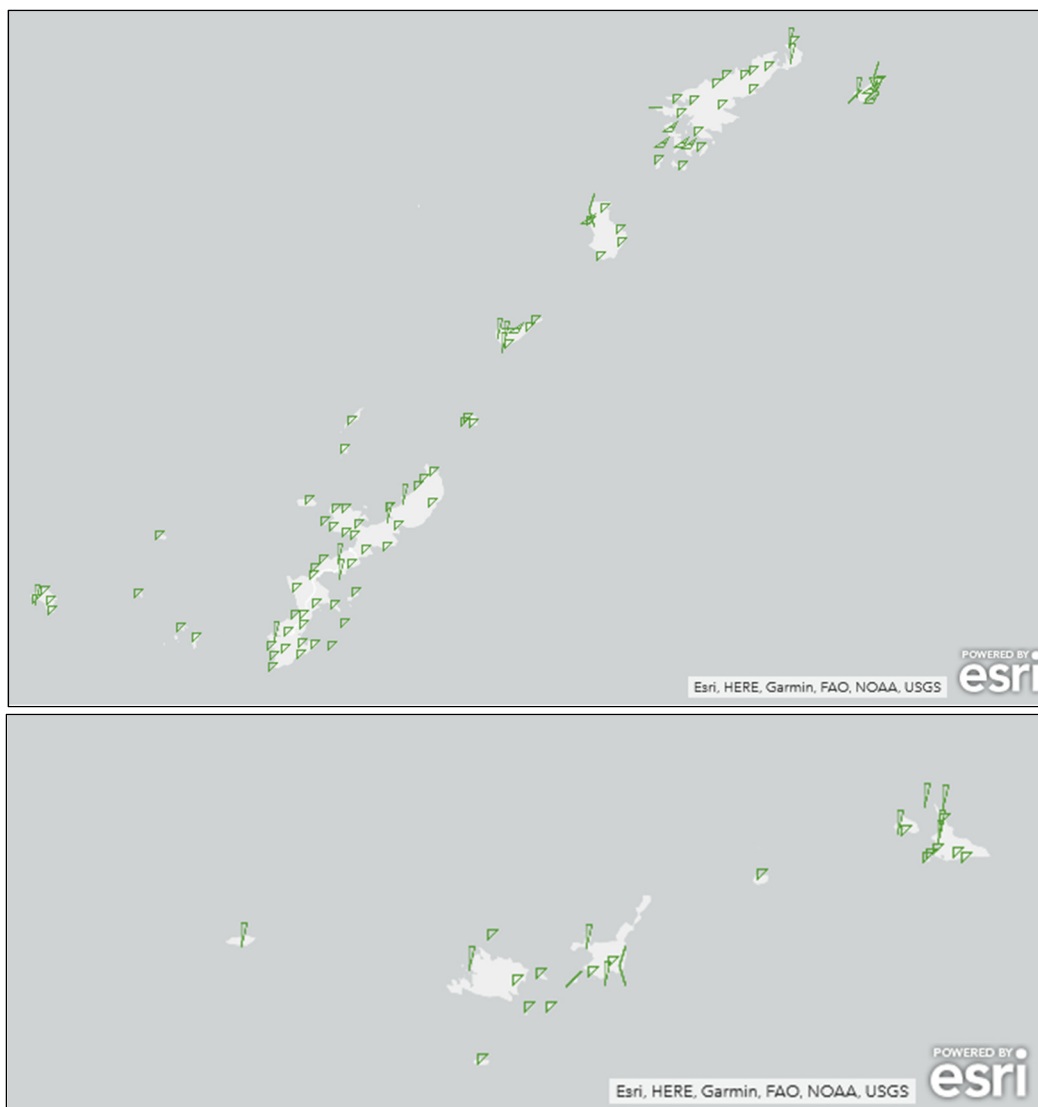 POWERED BY
esri
Esri, HERE, Garmin, FAO, NOAA, USGS
POWERED BY
esri
Esri, HERE, Garmin, FAO, NOAA, USGS